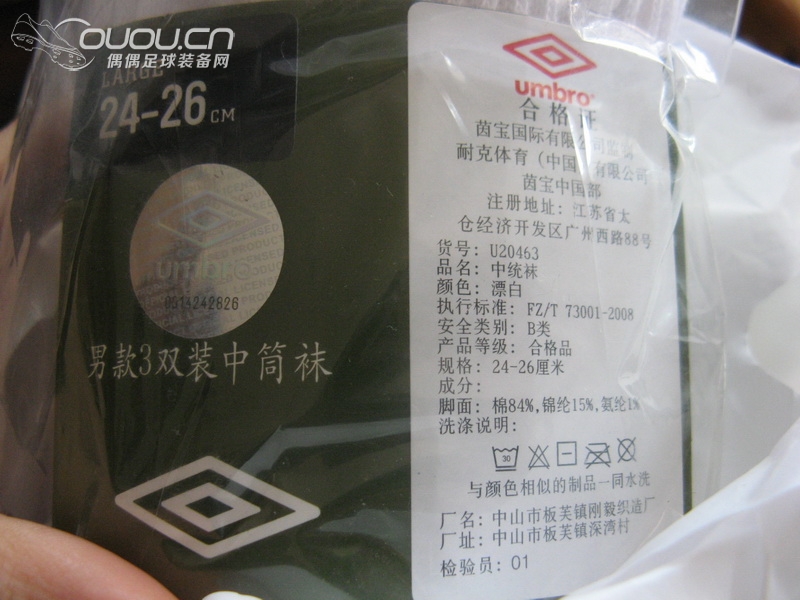 OUOU.CN
偶偶足球装备网
LARGE
24-26 CM
umbro
0514242826
男款3双装中筒袜
umbro
合格证
茵宝国际有限公司
耐克体育（中国）有限公司
茵宝中国部
注册地址：江苏省太
仓经济开发区广州西路88号
货号：U20463
品名：中统袜
颜色：漂白
执行标准：FZ/T 73001-2008
安全类别：B类
产品等级：合格品
规格：24-26厘米
成分：
脚面：棉84%,锦纶15%,氨纶1%
洗涤说明：
30
与颜色相似的制品一同水洗
厂名：中山市板芙镇刚毅织造厂
厂址：中山市板芙镇深湾村
检验员：01